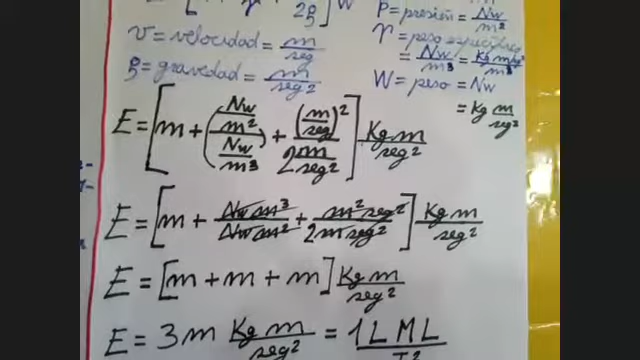 2g ] W
P = presión = Nw/m²
v = velocidad = m/seg
γ = peso específico
= Nw/m³ = Kg m/
g = gravedad = m/seg²
W = peso = Nw
= Kg m/seg²
E = [ m + (Nw/m²)/(Nw/m³) + (m/seg)²/(2 m/seg²) ] Kg m/seg²
E = [ m + Nw m³/Nw m² + m² seg²/2 m seg² ] Kg m/seg²
E = [ m + m + m ] Kg m/seg²
E = 3m Kg m/seg² = 1 L M L/T²